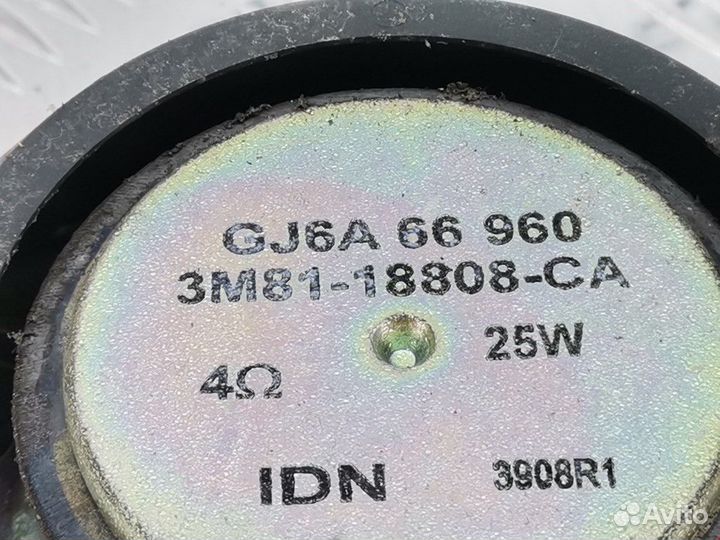 GJ6A 66 960
3M81-18808-CA
25W
4Ω
IDN
3908R1
Avito